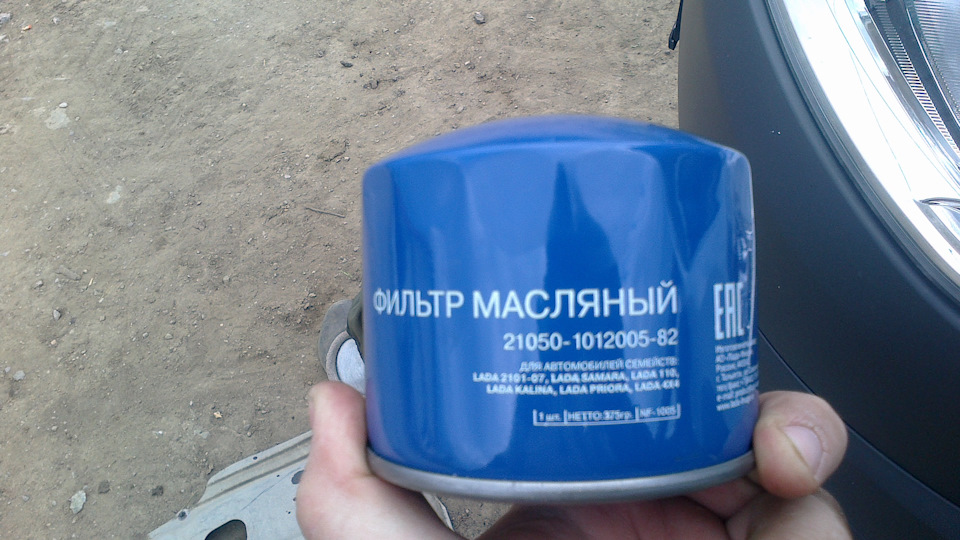 ФИЛЬТР МАСЛЯНЫЙ
21050-1012005-82
ДЛЯ АВТОМОБИЛЕЙ СЕМЕЙСТВ:
LADA 2101-07, LADA SAMARA, LADA 110,
LADA KALINA, LADA PRIORA, LADA 4X4
1 шт. НЕТТО: 375гр. NF-1005
EAC